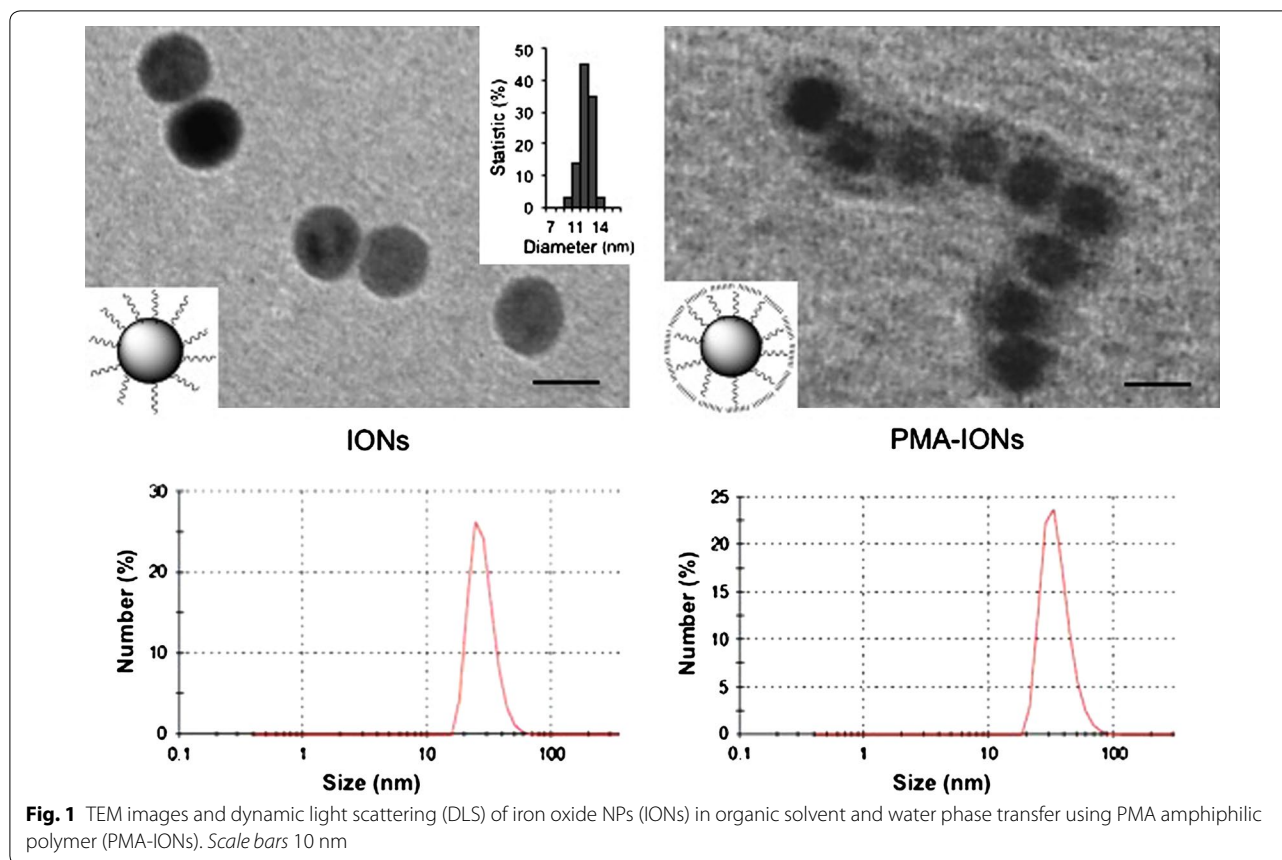 50
40
30
20
10
0
Statistic (%)
7 11 14
Diameter (nm)
IONs
PMA-IONs
30
20
10
0
Number (%)
0.1 1 10 100
Size (nm)
25
20
15
10
5
0
Number (%)
0.1 1 10 100
Size (nm)
Fig. 1 TEM images and dynamic light scattering (DLS) of iron oxide NPs (IONs) in organic solvent and water phase transfer using PMA amphiphilic
polymer (PMA-IONs). Scale bars 10 nm